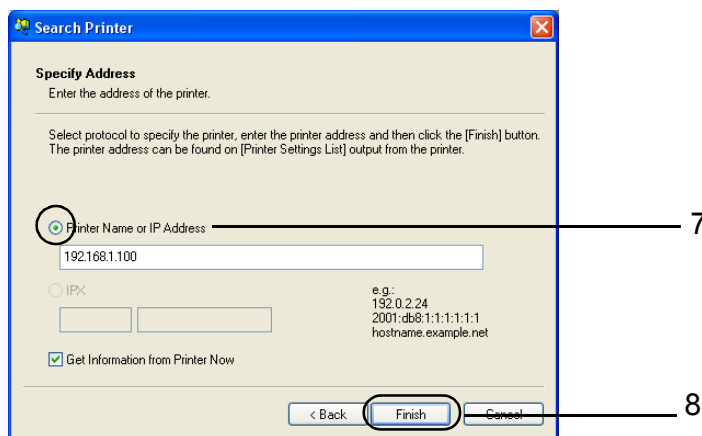 Search Printer
Specify Address
Enter the address of the printer.
Select protocol to specify the printer, enter the printer address and then click the [Finish] button.
The printer address can be found on [Printer Settings List] output from the printer.
Printer Name or IP Address
7
192.168.1.100
IPX
e.g.:
192.0.2.24
2001:db8:1:1:1:1:1:1
hostname.example.net
Get Information from Printer Now
< Back
Finish
Cancel
8